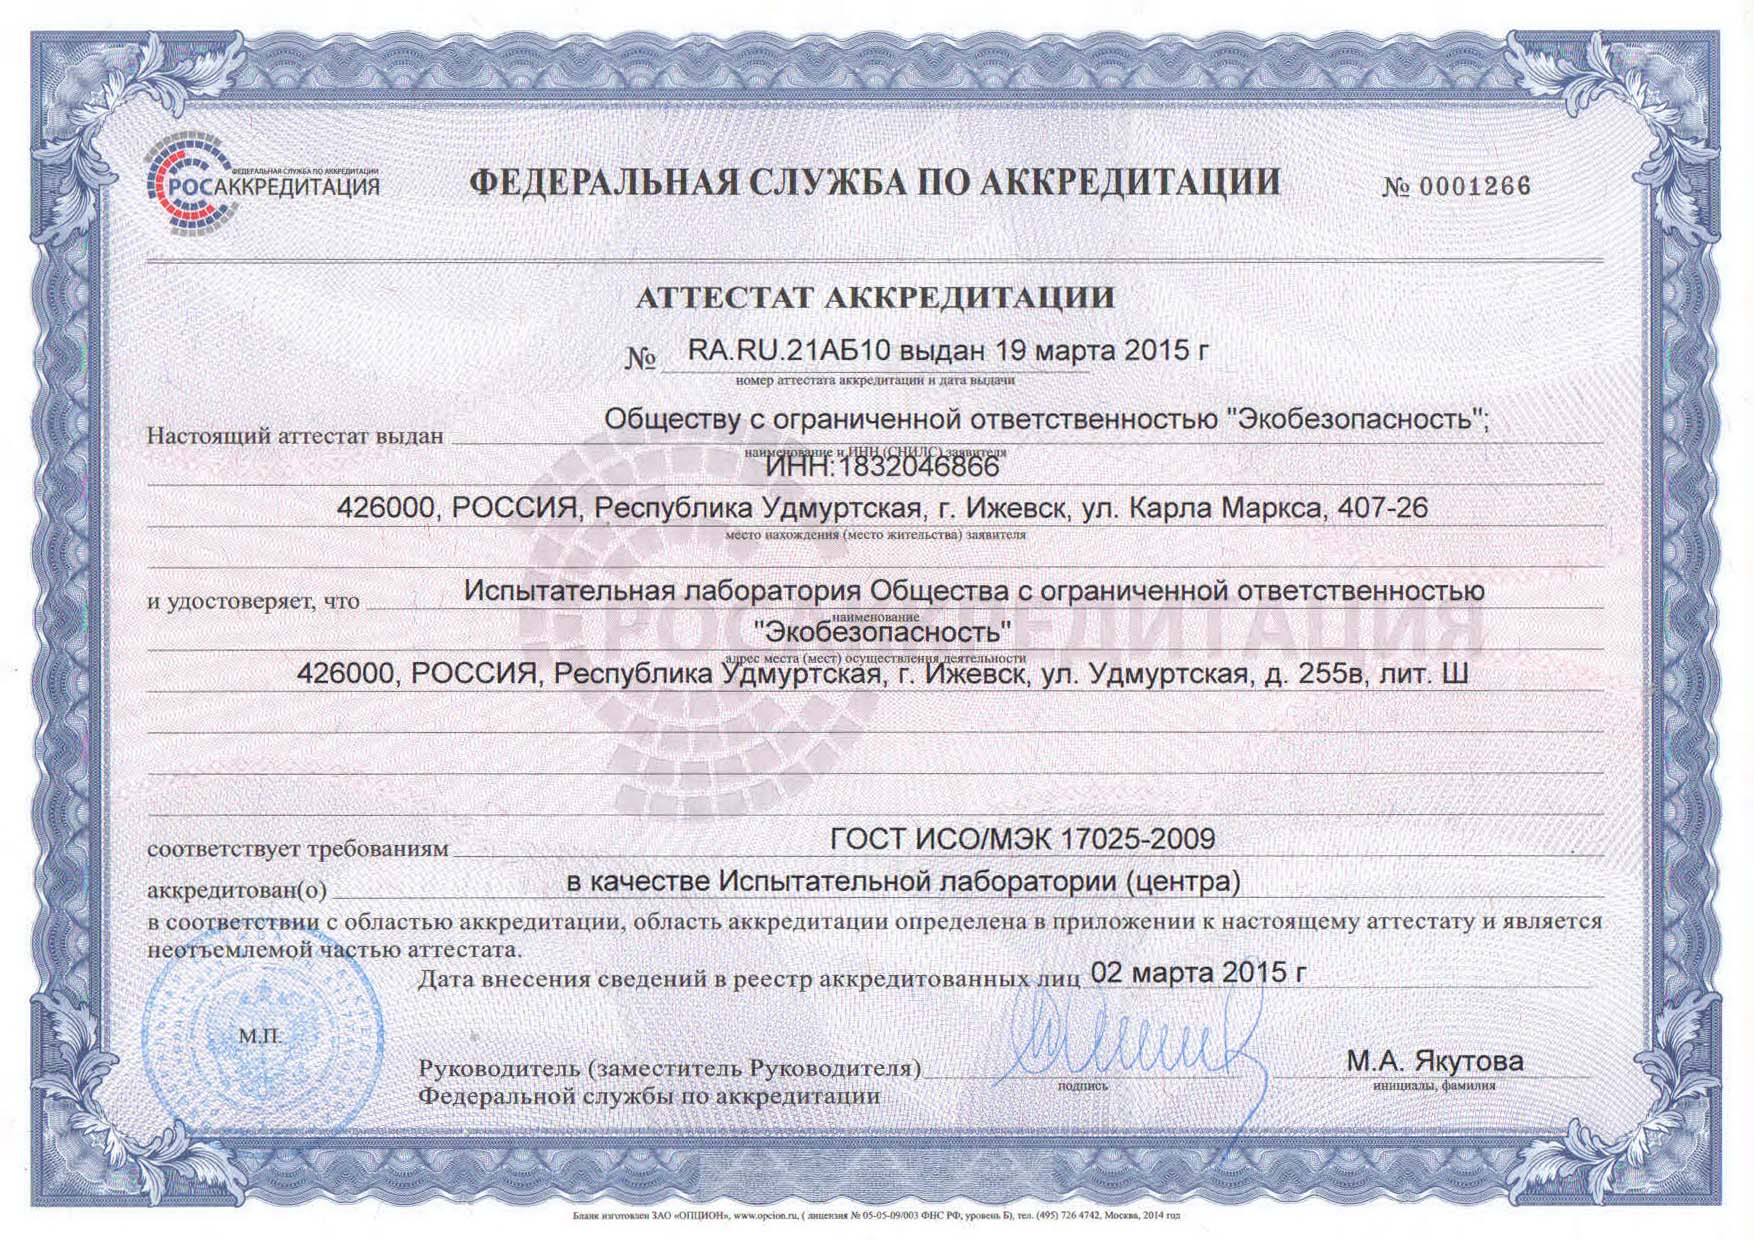 ФЕДЕРАЛЬНАЯ СЛУЖБА ПО АККРЕДИТАЦИИ
РОСАККРЕДИТАЦИЯ
ФЕДЕРАЛЬНАЯ СЛУЖБА ПО АККРЕДИТАЦИИ
№ 0001266
АТТЕСТАТ АККРЕДИТАЦИИ
№ RA.RU.21АБ10 выдан 19 марта 2015 г
номер аттестата аккредитации и дата выдачи
Настоящий аттестат выдан Обществу с ограниченной ответственностью "Экобезопасность";
наименование и ИНН (СНИЛС) заявителя
ИНН:1832046866
426000, РОССИЯ, Республика Удмуртская, г. Ижевск, ул. Карла Маркса, 407-26
место нахождения (место жительства) заявителя
и удостоверяет, что Испытательная лаборатория Общества с ограниченной ответственностью
наименование
"Экобезопасность"
РОСАККРЕДИТАЦИЯ
адрес места (мест) осуществления деятельности
426000, РОССИЯ, Республика Удмуртская, г. Ижевск, ул. Удмуртская, д. 255в, лит. Ш
соответствует требованиям ГОСТ ИСО/МЭК 17025-2009
аккредитован(о) в качестве Испытательной лаборатории (центра)
в соответствии с областью аккредитации, область аккредитации определена в приложении к настоящему аттестату и является
неотъемлемой частью аттестата.
Дата внесения сведений в реестр аккредитованных лиц 02 марта 2015 г
М.П.
Руководитель (заместитель Руководителя)
Федеральной службы по аккредитации
подпись
М.А. Якутова
инициалы, фамилия
Бланк изготовлен ЗАО «ОПЦИОН», www.opcion.ru, ( лицензия № 05-05-09/003 ФНС РФ, уровень Б), тел. (495) 726 4742, Москва, 2014 год